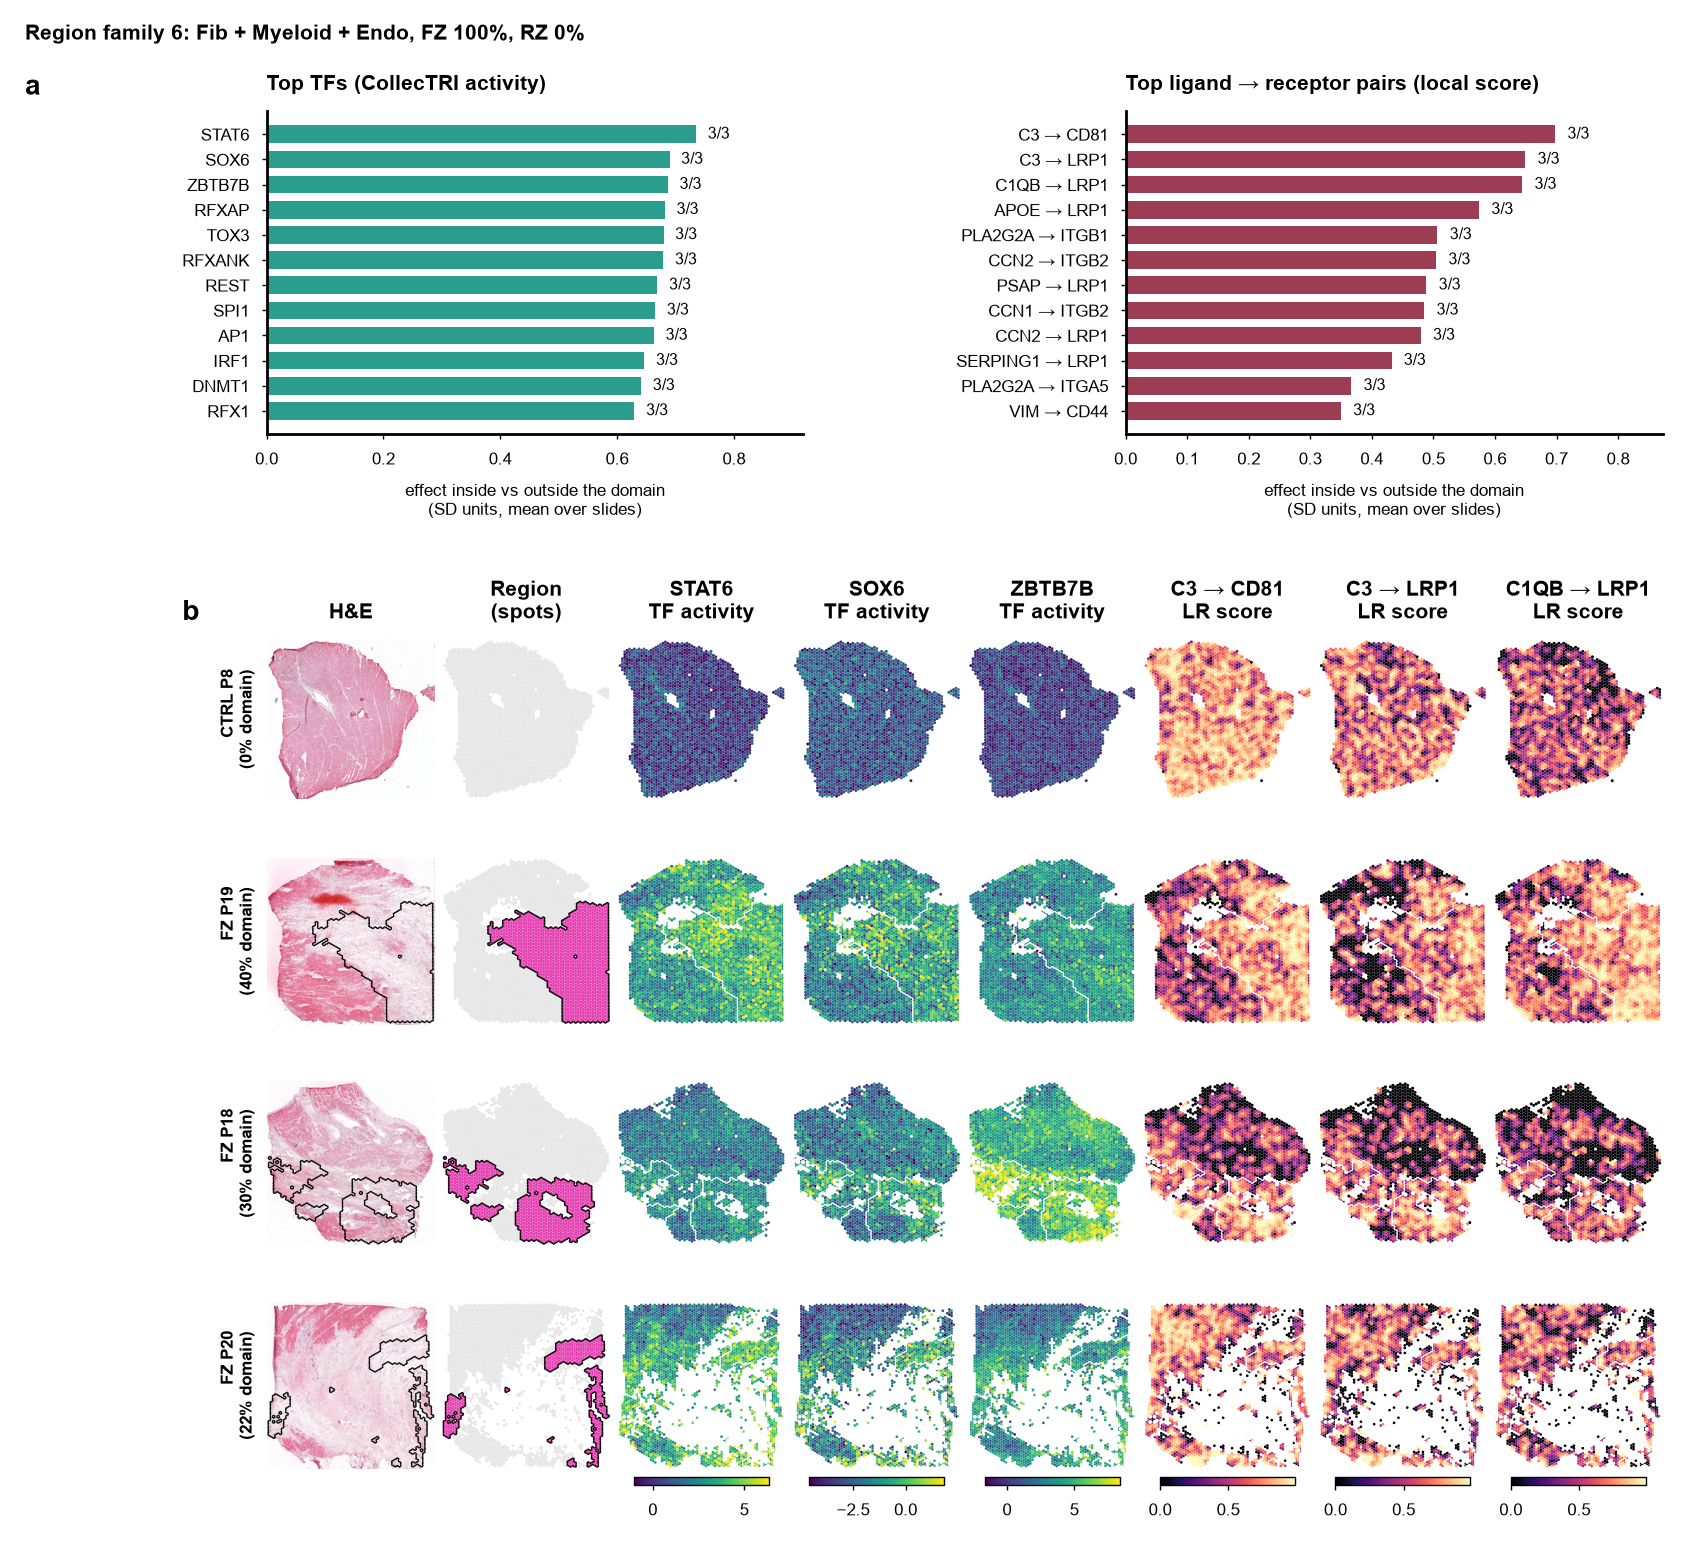 Region family 6: Fib + Myeloid + Endo, FZ 100%, RZ 0%
a
Top TFs (CollecTRI activity)
STAT6 3/3
SOX6 3/3
ZBTB7B 3/3
RFXAP 3/3
TOX3 3/3
RFXANK 3/3
REST 3/3
SPI1 3/3
AP1 3/3
IRF1 3/3
DNMT1 3/3
RFX1 3/3
0.0 0.2 0.4 0.6 0.8
effect inside vs outside the domain
(SD units, mean over slides)
Top ligand → receptor pairs (local score)
C3 → CD81 3/3
C3 → LRP1 3/3
C1QB → LRP1 3/3
APOE → LRP1 3/3
PLA2G2A → ITGB1 3/3
CCN2 → ITGB2 3/3
PSAP → LRP1 3/3
CCN1 → ITGB2 3/3
CCN2 → LRP1 3/3
SERPING1 → LRP1 3/3
PLA2G2A → ITGA5 3/3
VIM → CD44 3/3
0.0 0.1 0.2 0.3 0.4 0.5 0.6 0.7 0.8
effect inside vs outside the domain
(SD units, mean over slides)
b
H&E
Region
(spots)
STAT6
TF activity
SOX6
TF activity
ZBTB7B
TF activity
C3 → CD81
LR score
C3 → LRP1
LR score
C1QB → LRP1
LR score
CTRL P8
(0% domain)
FZ P19
(40% domain)
FZ P18
(30% domain)
FZ P20
(22% domain)
0 5
−2.5 0.0
0 5
0.0 0.5
0.0 0.5
0.0 0.5